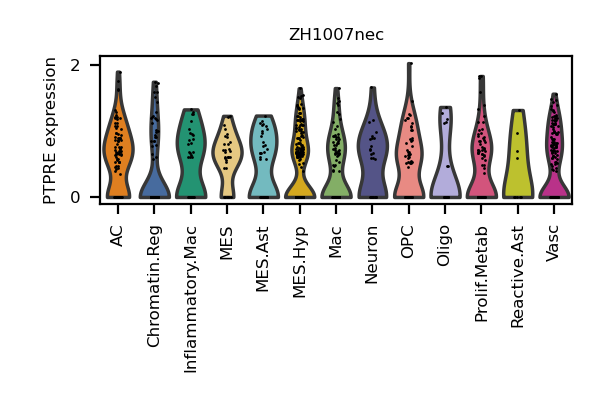 ZH1007nec
PTPRE expression
2
0
AC
Chromatin.Reg
Inflammatory.Mac
MES
MES.Ast
MES.Hyp
Mac
Neuron
OPC
Oligo
Prolif.Metab
Reactive.Ast
Vasc